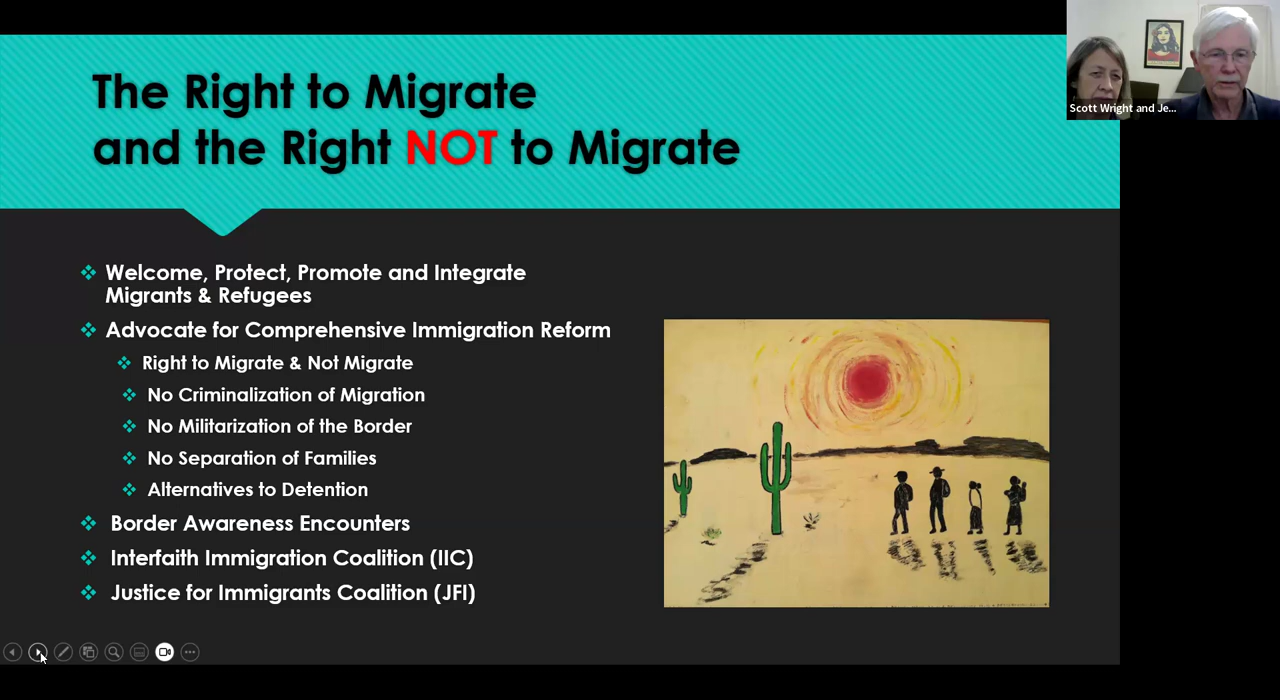 The Right to Migrate
and the Right NOT to Migrate
Scott Wright and Je...
Welcome, Protect, Promote and Integrate
Migrants & Refugees
Advocate for Comprehensive Immigration Reform
Right to Migrate & Not Migrate
No Criminalization of Migration
No Militarization of the Border
No Separation of Families
Alternatives to Detention
Border Awareness Encounters
Interfaith Immigration Coalition (IIC)
Justice for Immigrants Coalition (JFI)